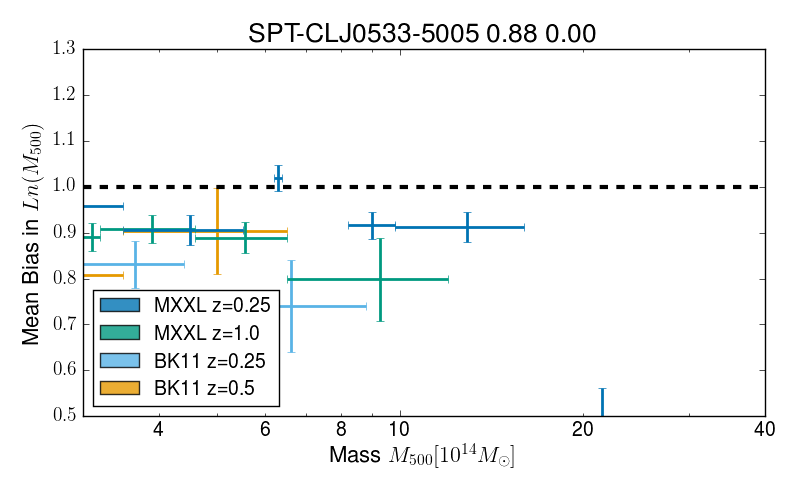 SPT-CLJ0533-5005 0.88 0.00
1.3
1.2
1.1
1.0
0.9
0.8
0.7
0.6
0.5
Mean Bias in Ln(M500)
MXXL z=0.25
MXXL z=1.0
BK11 z=0.25
BK11 z=0.5
4 6 8 10 20 40
Mass M500[10^14 M⊙]